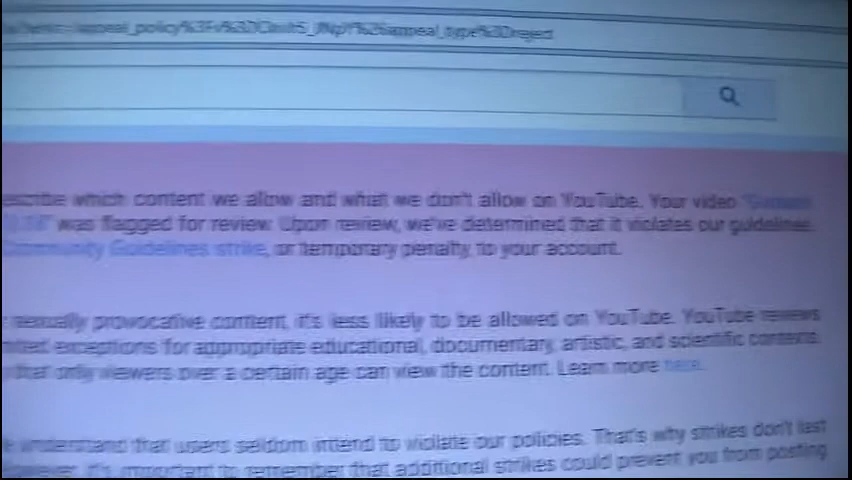 appeal_type%3Dreject
escribe which content we allow and what we don't allow on YouTube. Your video
" was flagged for review. Upon review, we've determined that it violates our guidelines.
Community Guidelines strike, or temporary penalty, to your account.
sexually provocative content, it's less likely to be allowed on YouTube. YouTube reviews
mited exceptions for appropriate educational, documentary, artistic, and scientific contexts.
that only viewers over a certain age can view the content. Learn more here.
e understand that users seldom intend to violate our policies. That's why strikes don't last
owever, it's important to remember that additional strikes could prevent you from posting